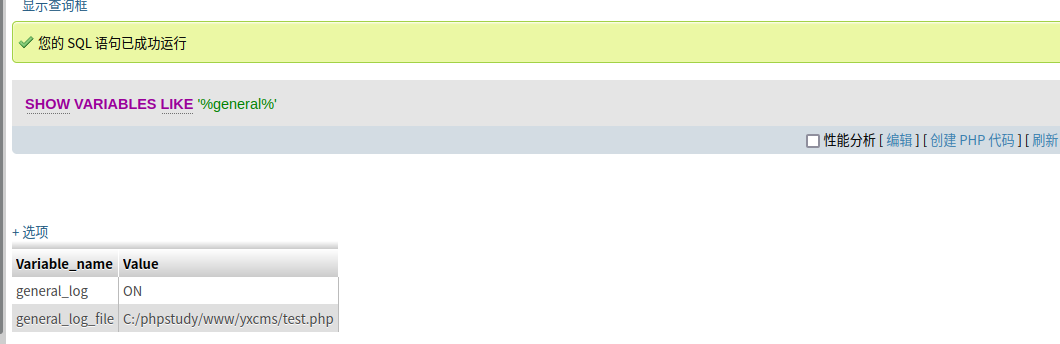 显示查询框
您的 SQL 语句已成功运行
SHOW VARIABLES LIKE '%general%'
性能分析 [ 编辑 ] [ 创建 PHP 代码 ] [ 刷新
+ 选项
Variable_name Value
general_log ON
general_log_file C:/phpstudy/www/yxcms/test.php